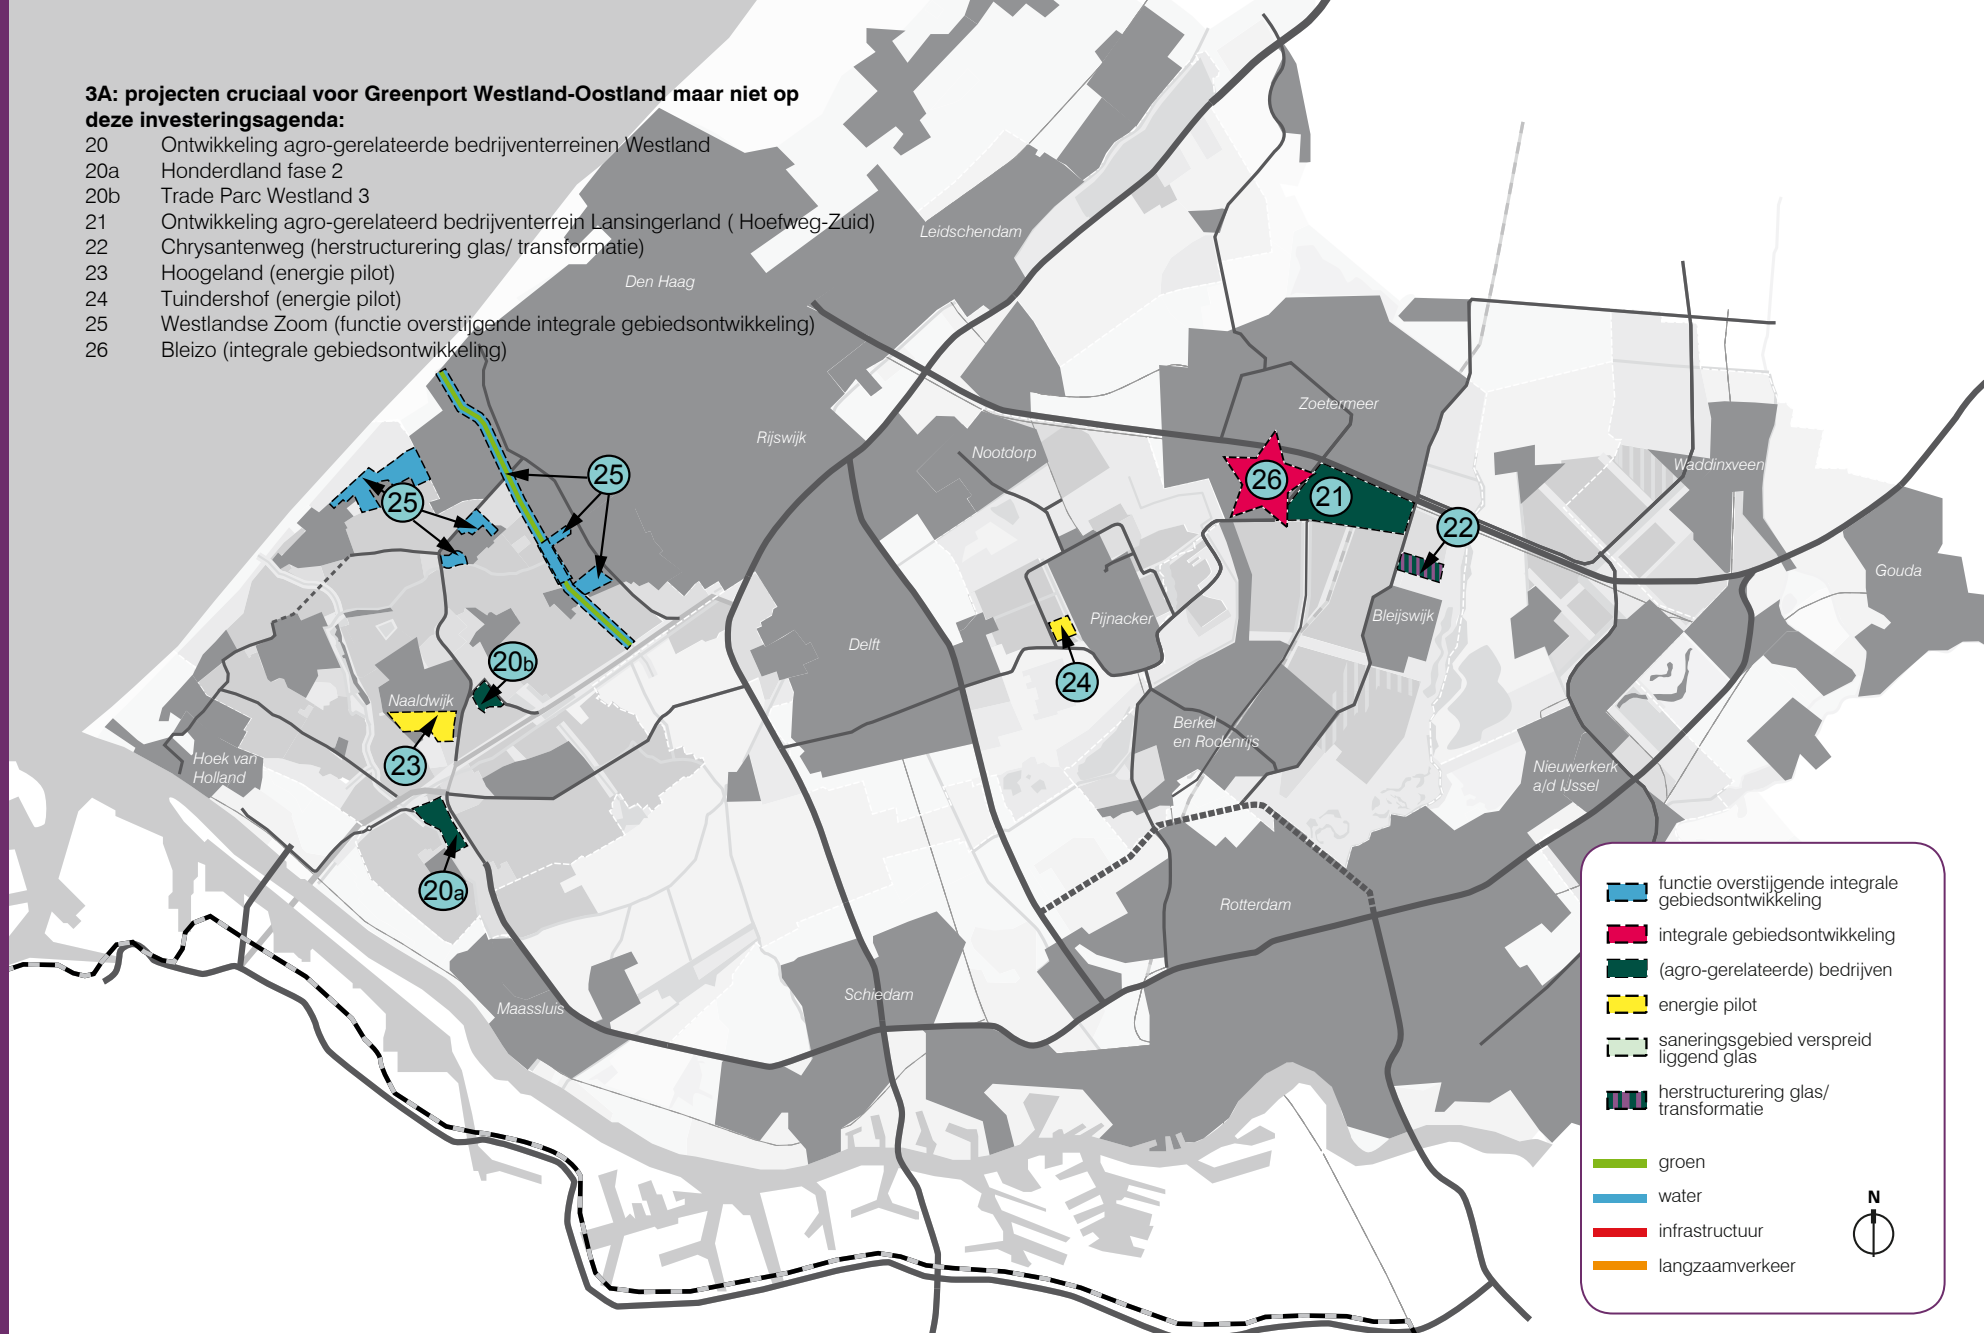 3A: projecten cruciaal voor Greenport Westland-Oostland maar niet op
deze investeringsagenda:
20 Ontwikkeling agro-gerelateerde bedrijventerreinen Westland
20a Honderdland fase 2
20b Trade Parc Westland 3
21 Ontwikkeling agro-gerelateerd bedrijventerrein Lansingerland ( Hoefweg-Zuid)
22 Chrysantenweg (herstructurering glas/ transformatie)
23 Hoogeland (energie pilot)
24 Tuindershof (energie pilot)
25 Westlandse Zoom (functie overstijgende integrale gebiedsontwikkeling)
26 Bleizo (integrale gebiedsontwikkeling)
Leidschendam
Den Haag
Zoetermeer
Rijswijk
Nootdorp
Waddinxveen
25
25
26
21
22
Gouda
Pijnacker
Bleijswijk
Delft
20b
24
Naaldwijk
23
Berkel
en Rodenrijs
Hoek van
Holland
Nieuwerkerk
a/d IJssel
20a
Rotterdam
Schiedam
Maassluis
functie overstijgende integrale
gebiedsontwikkeling
integrale gebiedsontwikkeling
(agro-gerelateerde) bedrijven
energie pilot
saneringsgebied verspreid
liggend glas
herstructurering glas/
transformatie
groen
water
infrastructuur
langzaamverkeer
N